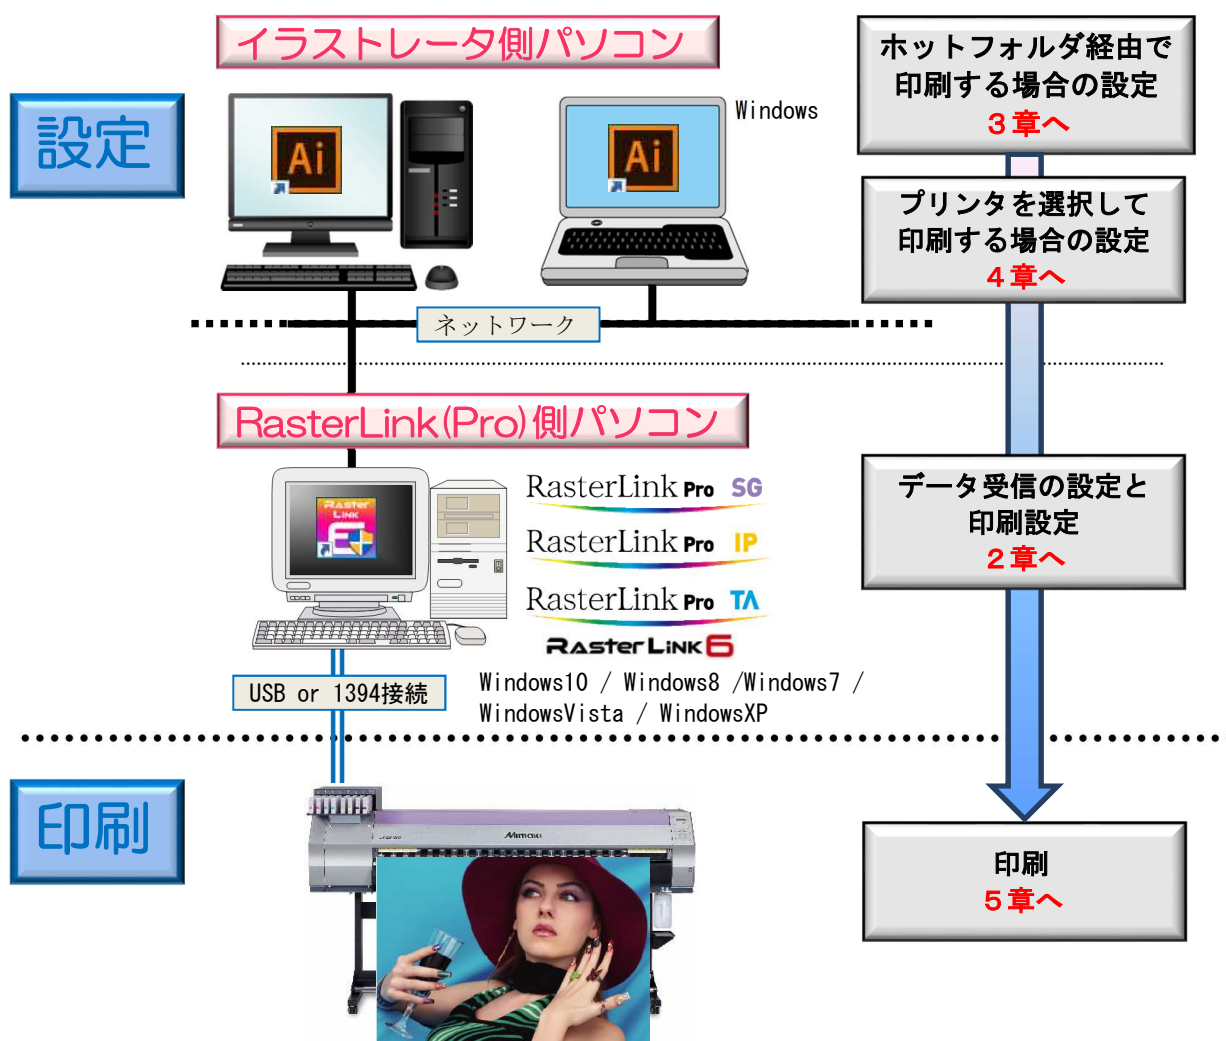 イラストレータ側パソコン
設定
Ai
Ai
Windows
ホットフォルダ経由で
印刷する場合の設定
3章へ
プリンタを選択して
印刷する場合の設定
4章へ
ネットワーク
RasterLink(Pro)側パソコン
RASTER
LINK
6
RasterLink Pro SG
RasterLink Pro IP
RasterLink Pro TA
RASTERLINK6
データ受信の設定と
印刷設定
2章へ
USB or 1394接続
Windows10 / Windows8 /Windows7 /
WindowsVista / WindowsXP
印刷
Mimaki
印刷
5章へ